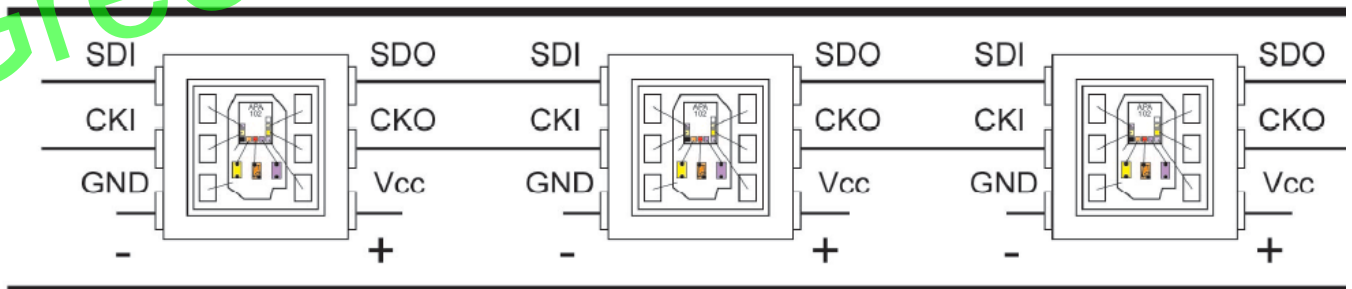 Gree
SDI SDO SDI SDO SDI SDO
APA 102 APA 102 APA 102
CKI CKO CKI CKO CKI CKO
GND Vcc GND Vcc GND Vcc
- + - + - +